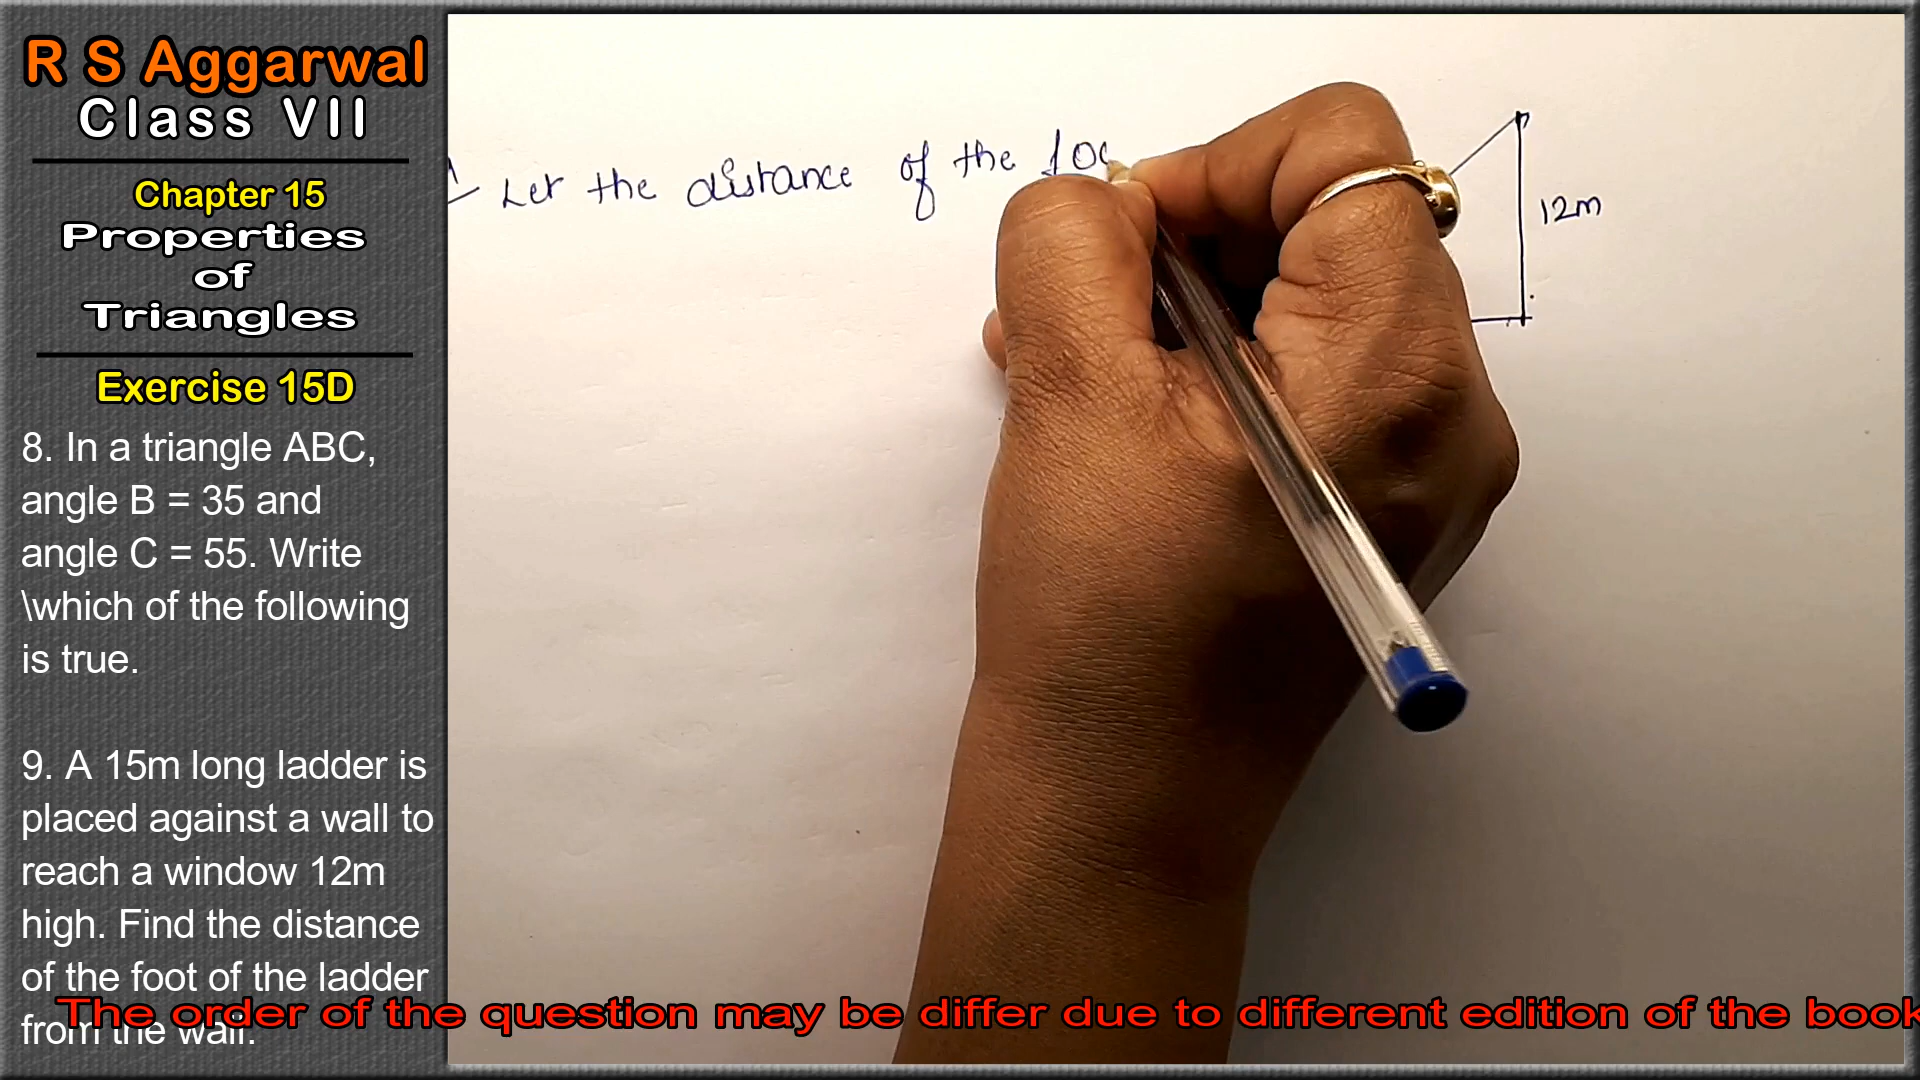 R S Aggarwal
Class VII
Chapter 15
Properties
of
Triangles
Exercise 15D
8. In a triangle ABC,
angle B = 35 and
angle C = 55. Write
\which of the following
is true.
9. A 15m long ladder is
placed against a wall to
reach a window 12m
high. Find the distance
of the foot of the ladder
from the wall.
Let the distance of the foo
12m
The order of the question may be differ due to different edition of the book